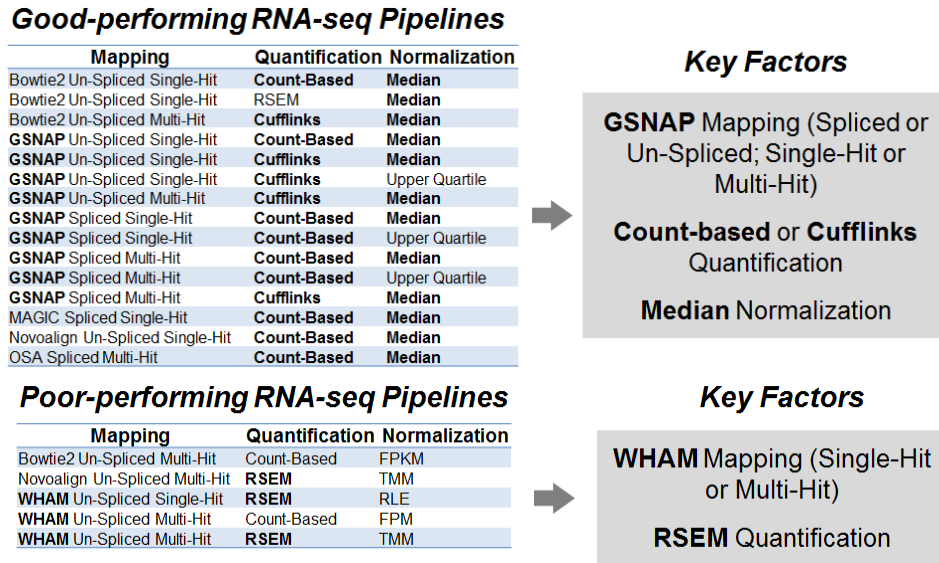 Good-performing RNA-seq Pipelines
Mapping Quantification Normalization
Bowtie2 Un-Spliced Single-Hit Count-Based Median
Bowtie2 Un-Spliced Single-Hit RSEM Median
Bowtie2 Un-Spliced Multi-Hit Cufflinks Median
GSNAP Un-Spliced Single-Hit Count-Based Median
GSNAP Un-Spliced Single-Hit Cufflinks Median
GSNAP Un-Spliced Single-Hit Cufflinks Upper Quartile
GSNAP Un-Spliced Multi-Hit Cufflinks Median
GSNAP Spliced Single-Hit Count-Based Median
GSNAP Spliced Single-Hit Count-Based Upper Quartile
GSNAP Spliced Multi-Hit Count-Based Median
GSNAP Spliced Multi-Hit Count-Based Upper Quartile
GSNAP Spliced Multi-Hit Cufflinks Median
MAGIC Spliced Single-Hit Count-Based Median
Novoalign Un-Spliced Single-Hit Count-Based Median
OSA Spliced Multi-Hit Count-Based Median
Key Factors
GSNAP Mapping (Spliced or
Un-Spliced; Single-Hit or
Multi-Hit)
Count-based or Cufflinks
Quantification
Median Normalization
Poor-performing RNA-seq Pipelines
Mapping Quantification Normalization
Bowtie2 Un-Spliced Multi-Hit Count-Based FPKM
Novoalign Un-Spliced Multi-Hit RSEM TMM
WHAM Un-Spliced Single-Hit RSEM RLE
WHAM Un-Spliced Multi-Hit Count-Based FPM
WHAM Un-Spliced Multi-Hit RSEM TMM
Key Factors
WHAM Mapping (Single-Hit
or Multi-Hit)
RSEM Quantification